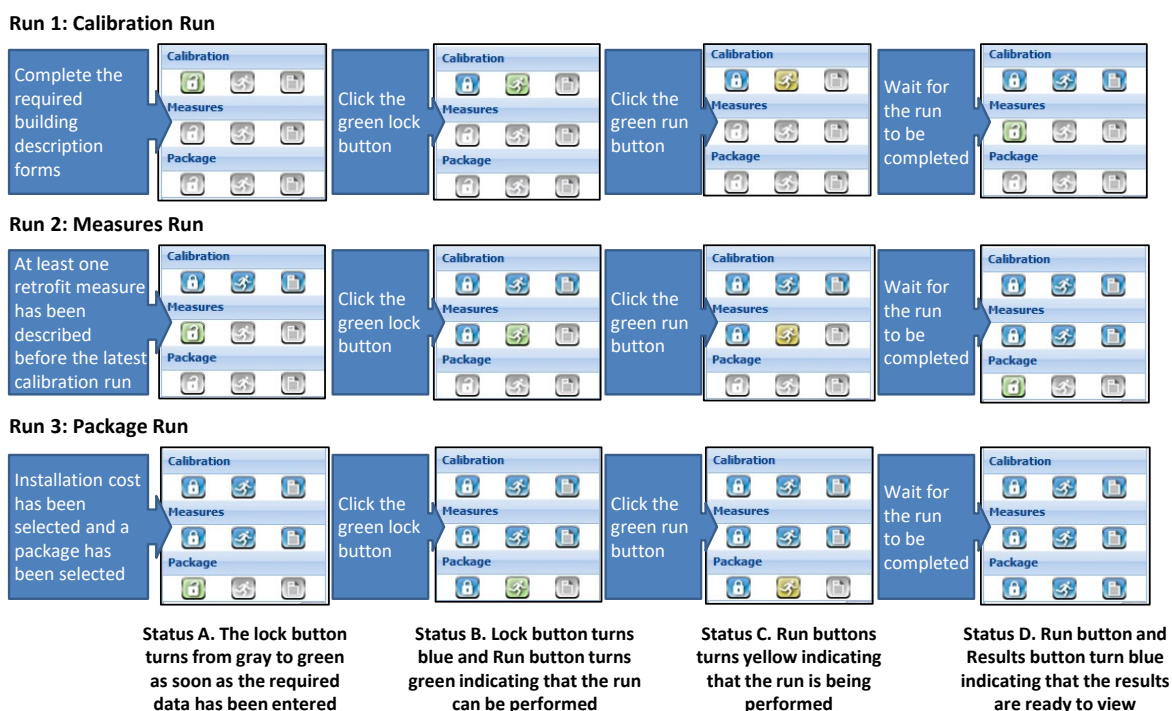 Run 1: Calibration Run
Complete the
required
building
description
forms
Calibration
Measures
Package
Click the
green lock
button
Calibration
Measures
Package
Click the
green run
button
Calibration
Measures
Package
Wait for
the run
to be
completed
Calibration
Measures
Package
Run 2: Measures Run
At least one
retrofit measure
has been
described
before the latest
calibration run
Calibration
Measures
Package
Click the
green lock
button
Calibration
Measures
Package
Click the
green run
button
Calibration
Measures
Package
Wait for
the run
to be
completed
Calibration
Measures
Package
Run 3: Package Run
Installation cost
has been
selected and a
package has
been selected
Calibration
Measures
Package
Click the
green lock
button
Calibration
Measures
Package
Click the
green run
button
Calibration
Measures
Package
Wait for
the run
to be
completed
Calibration
Measures
Package
Status A. The lock button
turns from gray to green
as soon as the required
data has been entered
Status B. Lock button turns
blue and Run button turns
green indicating that the run
can be performed
Status C. Run buttons
turns yellow indicating
that the run is being
performed
Status D. Run button and
Results button turn blue
indicating that the results
are ready to view